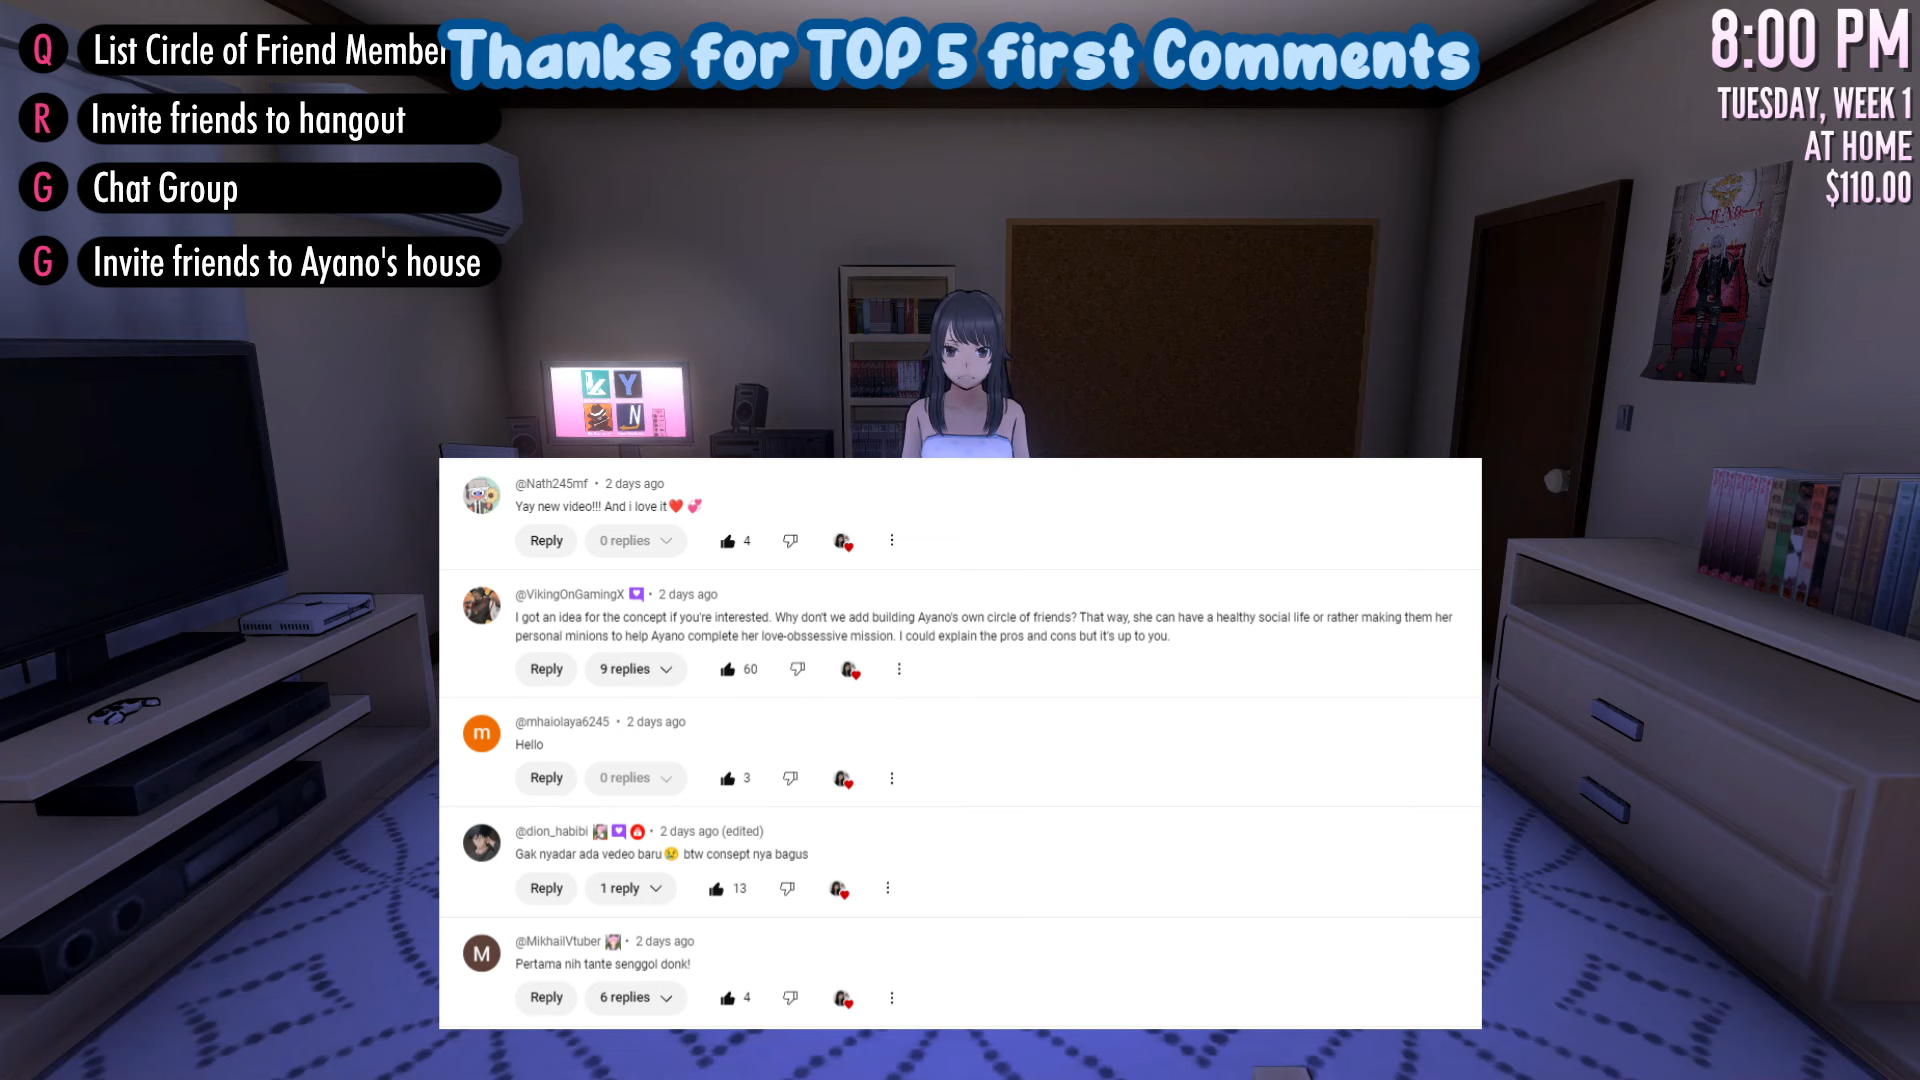 Q List Circle of Friend Member
Thanks for TOP 5 first Comments
8:00 PM
R Invite friends to hangout
TUESDAY, WEEK 1
AT HOME
G Chat Group
$110.00
G Invite friends to Ayano's house
Y
N
@Nath245mf • 2 days ago
Yay new video!!! And i love it❤️ 💞
Reply 0 replies 4
@VikingOnGamingX • 2 days ago
I got an idea for the concept if you're interested. Why don't we add building Ayano's own circle of friends? That way, she can have a healthy social life or rather making them her
personal minions to help Ayano complete her love-obssessive mission. I could explain the pros and cons but it's up to you.
Reply 9 replies 60
m @mhaiolaya6245 • 2 days ago
Hello
Reply 0 replies 3
@dion_habibi • 2 days ago (edited)
Gak nyadar ada vedeo baru😢 btw consept nya bagus
Reply 1 reply 13
M @MikhailVtuber • 2 days ago
Pertama nih tante senggol donk!
Reply 6 replies 4